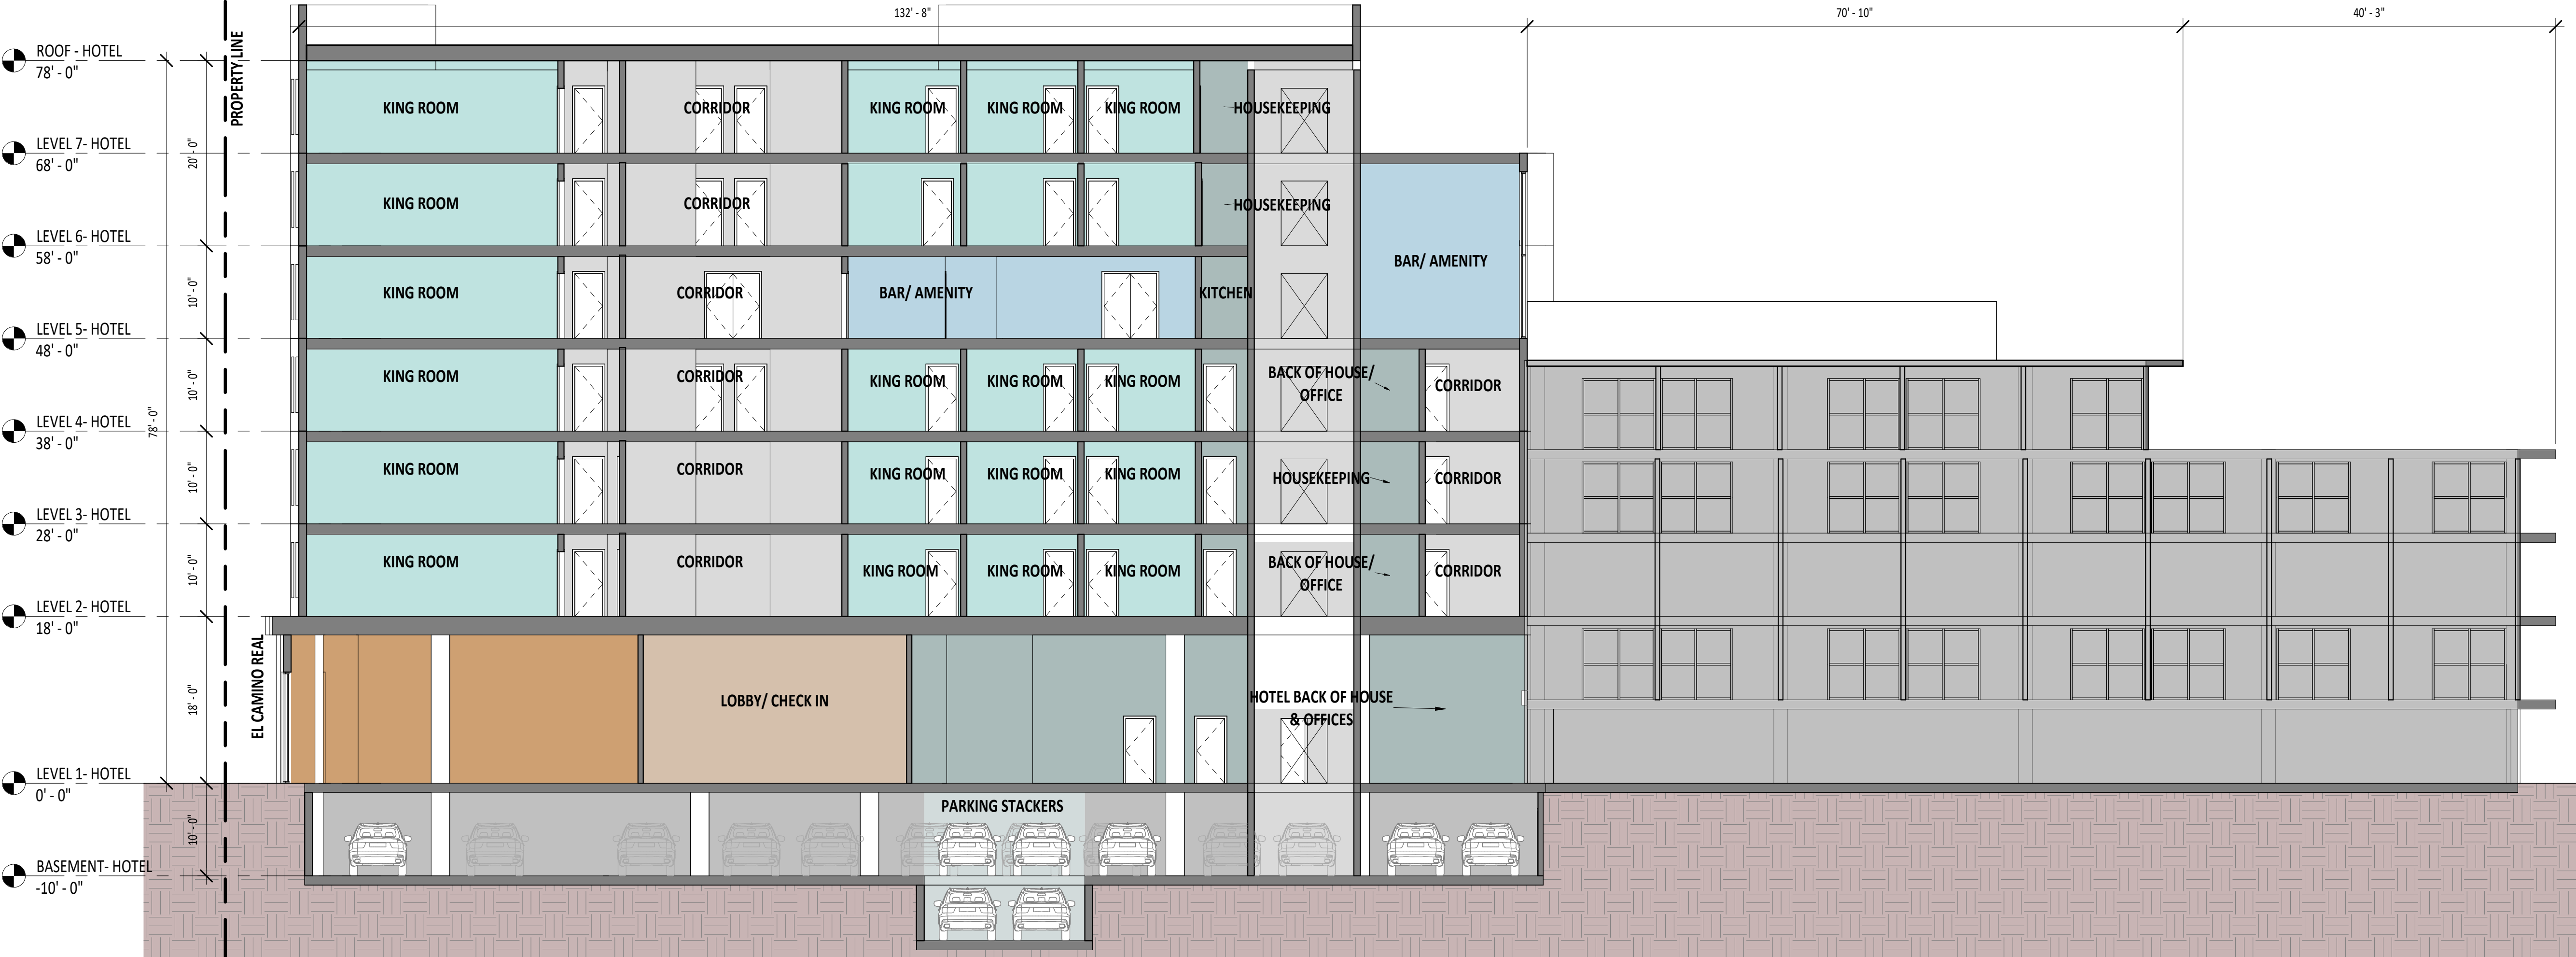 132' - 8"
70' - 10"
40' - 3"
ROOF - HOTEL
78' - 0"
PROPERTY LINE
KING ROOM
CORRIDOR
KING ROOM
KING ROOM
KING ROOM
HOUSEKEEPING
LEVEL 7- HOTEL
68' - 0"
20' - 0"
KING ROOM
CORRIDOR
HOUSEKEEPING
LEVEL 6- HOTEL
58' - 0"
BAR/ AMENITY
10' - 0"
KING ROOM
CORRIDOR
BAR/ AMENITY
KITCHEN
LEVEL 5- HOTEL
48' - 0"
10' - 0"
KING ROOM
CORRIDOR
KING ROOM
KING ROOM
KING ROOM
BACK OF HOUSE/
OFFICE
CORRIDOR
LEVEL 4- HOTEL
38' - 0"
78' - 0"
10' - 0"
KING ROOM
CORRIDOR
KING ROOM
KING ROOM
KING ROOM
HOUSEKEEPING
CORRIDOR
LEVEL 3- HOTEL
28' - 0"
10' - 0"
KING ROOM
CORRIDOR
KING ROOM
KING ROOM
KING ROOM
BACK OF HOUSE/
OFFICE
CORRIDOR
LEVEL 2- HOTEL
18' - 0"
18' - 0"
EL CAMINO REAL
LOBBY/ CHECK IN
HOTEL BACK OF HOUSE
& OFFICES
LEVEL 1- HOTEL
0' - 0"
10' - 0"
PARKING STACKERS
BASEMENT- HOTEL
-10' - 0"